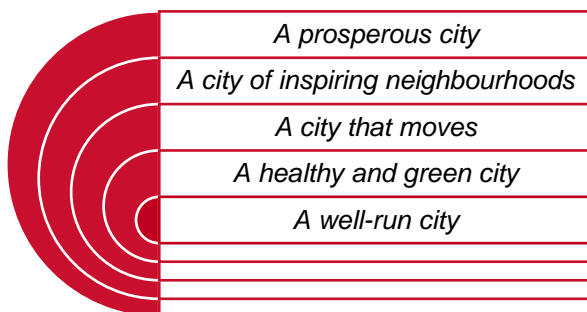 A prosperous city
A city of inspiring neighbourhoods
A city that moves
A healthy and green city
A well-run city